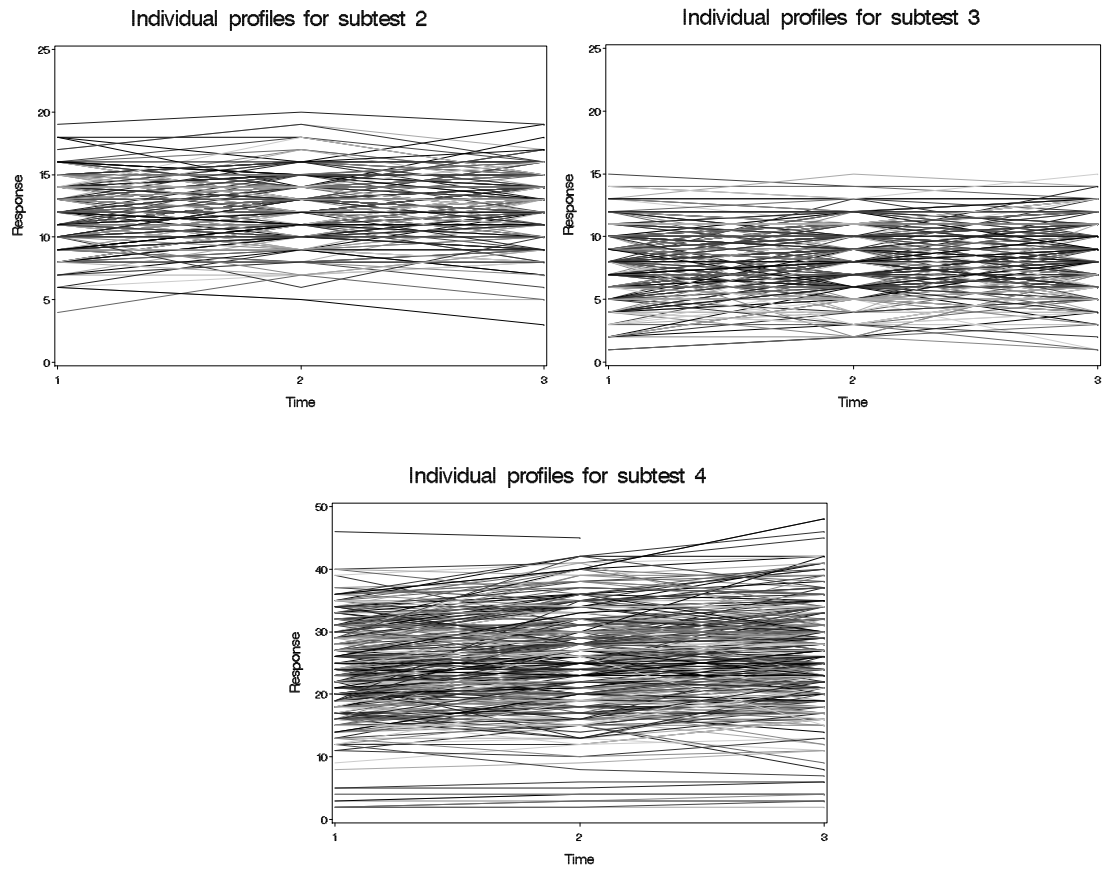 Individual profiles for subtest 2
25
20
15
10
5
0
Response
1 2 3
Time
Individual profiles for subtest 3
25
20
15
10
5
0
Response
1 2 3
Time
Individual profiles for subtest 4
50
40
30
20
10
0
Response
1 2 3
Time